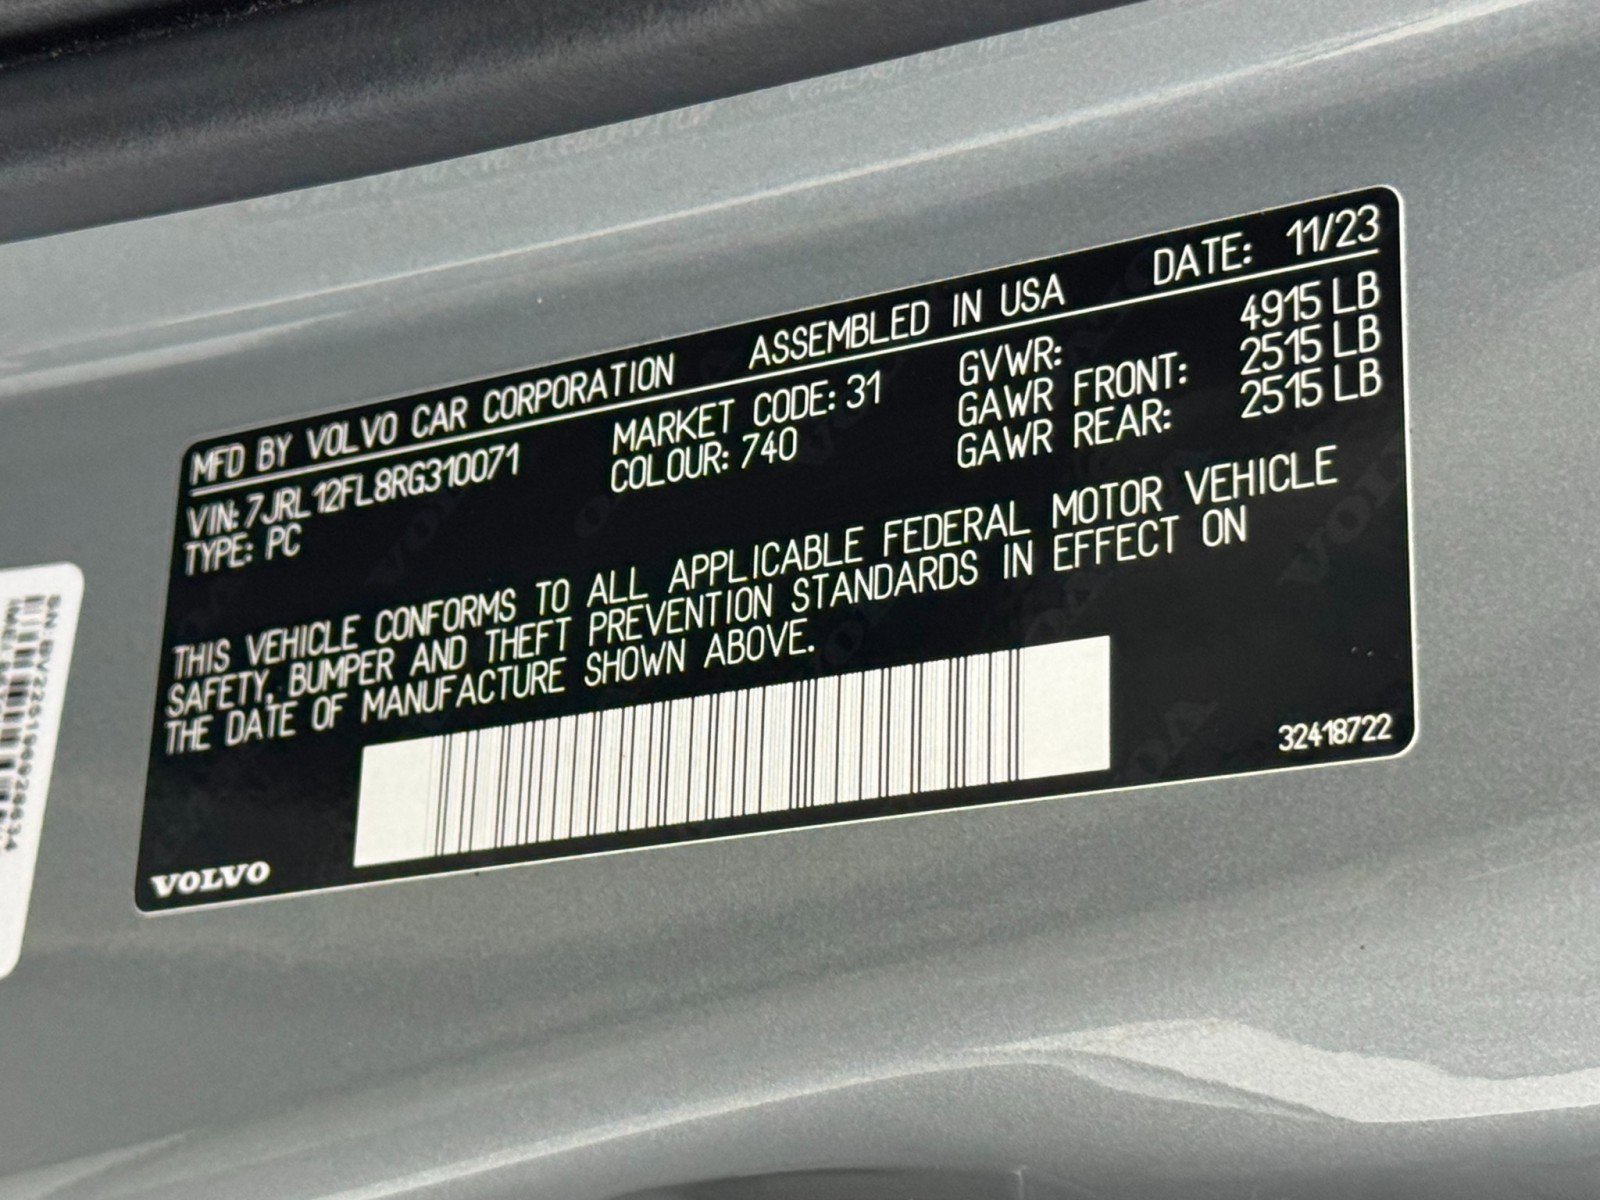 MFD BY VOLVO CAR CORPORATION ASSEMBLED IN USA DATE: 11/23
VIN: 7JRL12FL8RG310071 MARKET CODE: 31 GVWR: 4915 LB
TYPE: PC COLOUR: 740 GAWR FRONT: 2515 LB
GAWR REAR: 2515 LB
THIS VEHICLE CONFORMS TO ALL APPLICABLE FEDERAL MOTOR VEHICLE
SAFETY, BUMPER AND THEFT PREVENTION STANDARDS IN EFFECT ON
THE DATE OF MANUFACTURE SHOWN ABOVE.
32418722
VOLVO